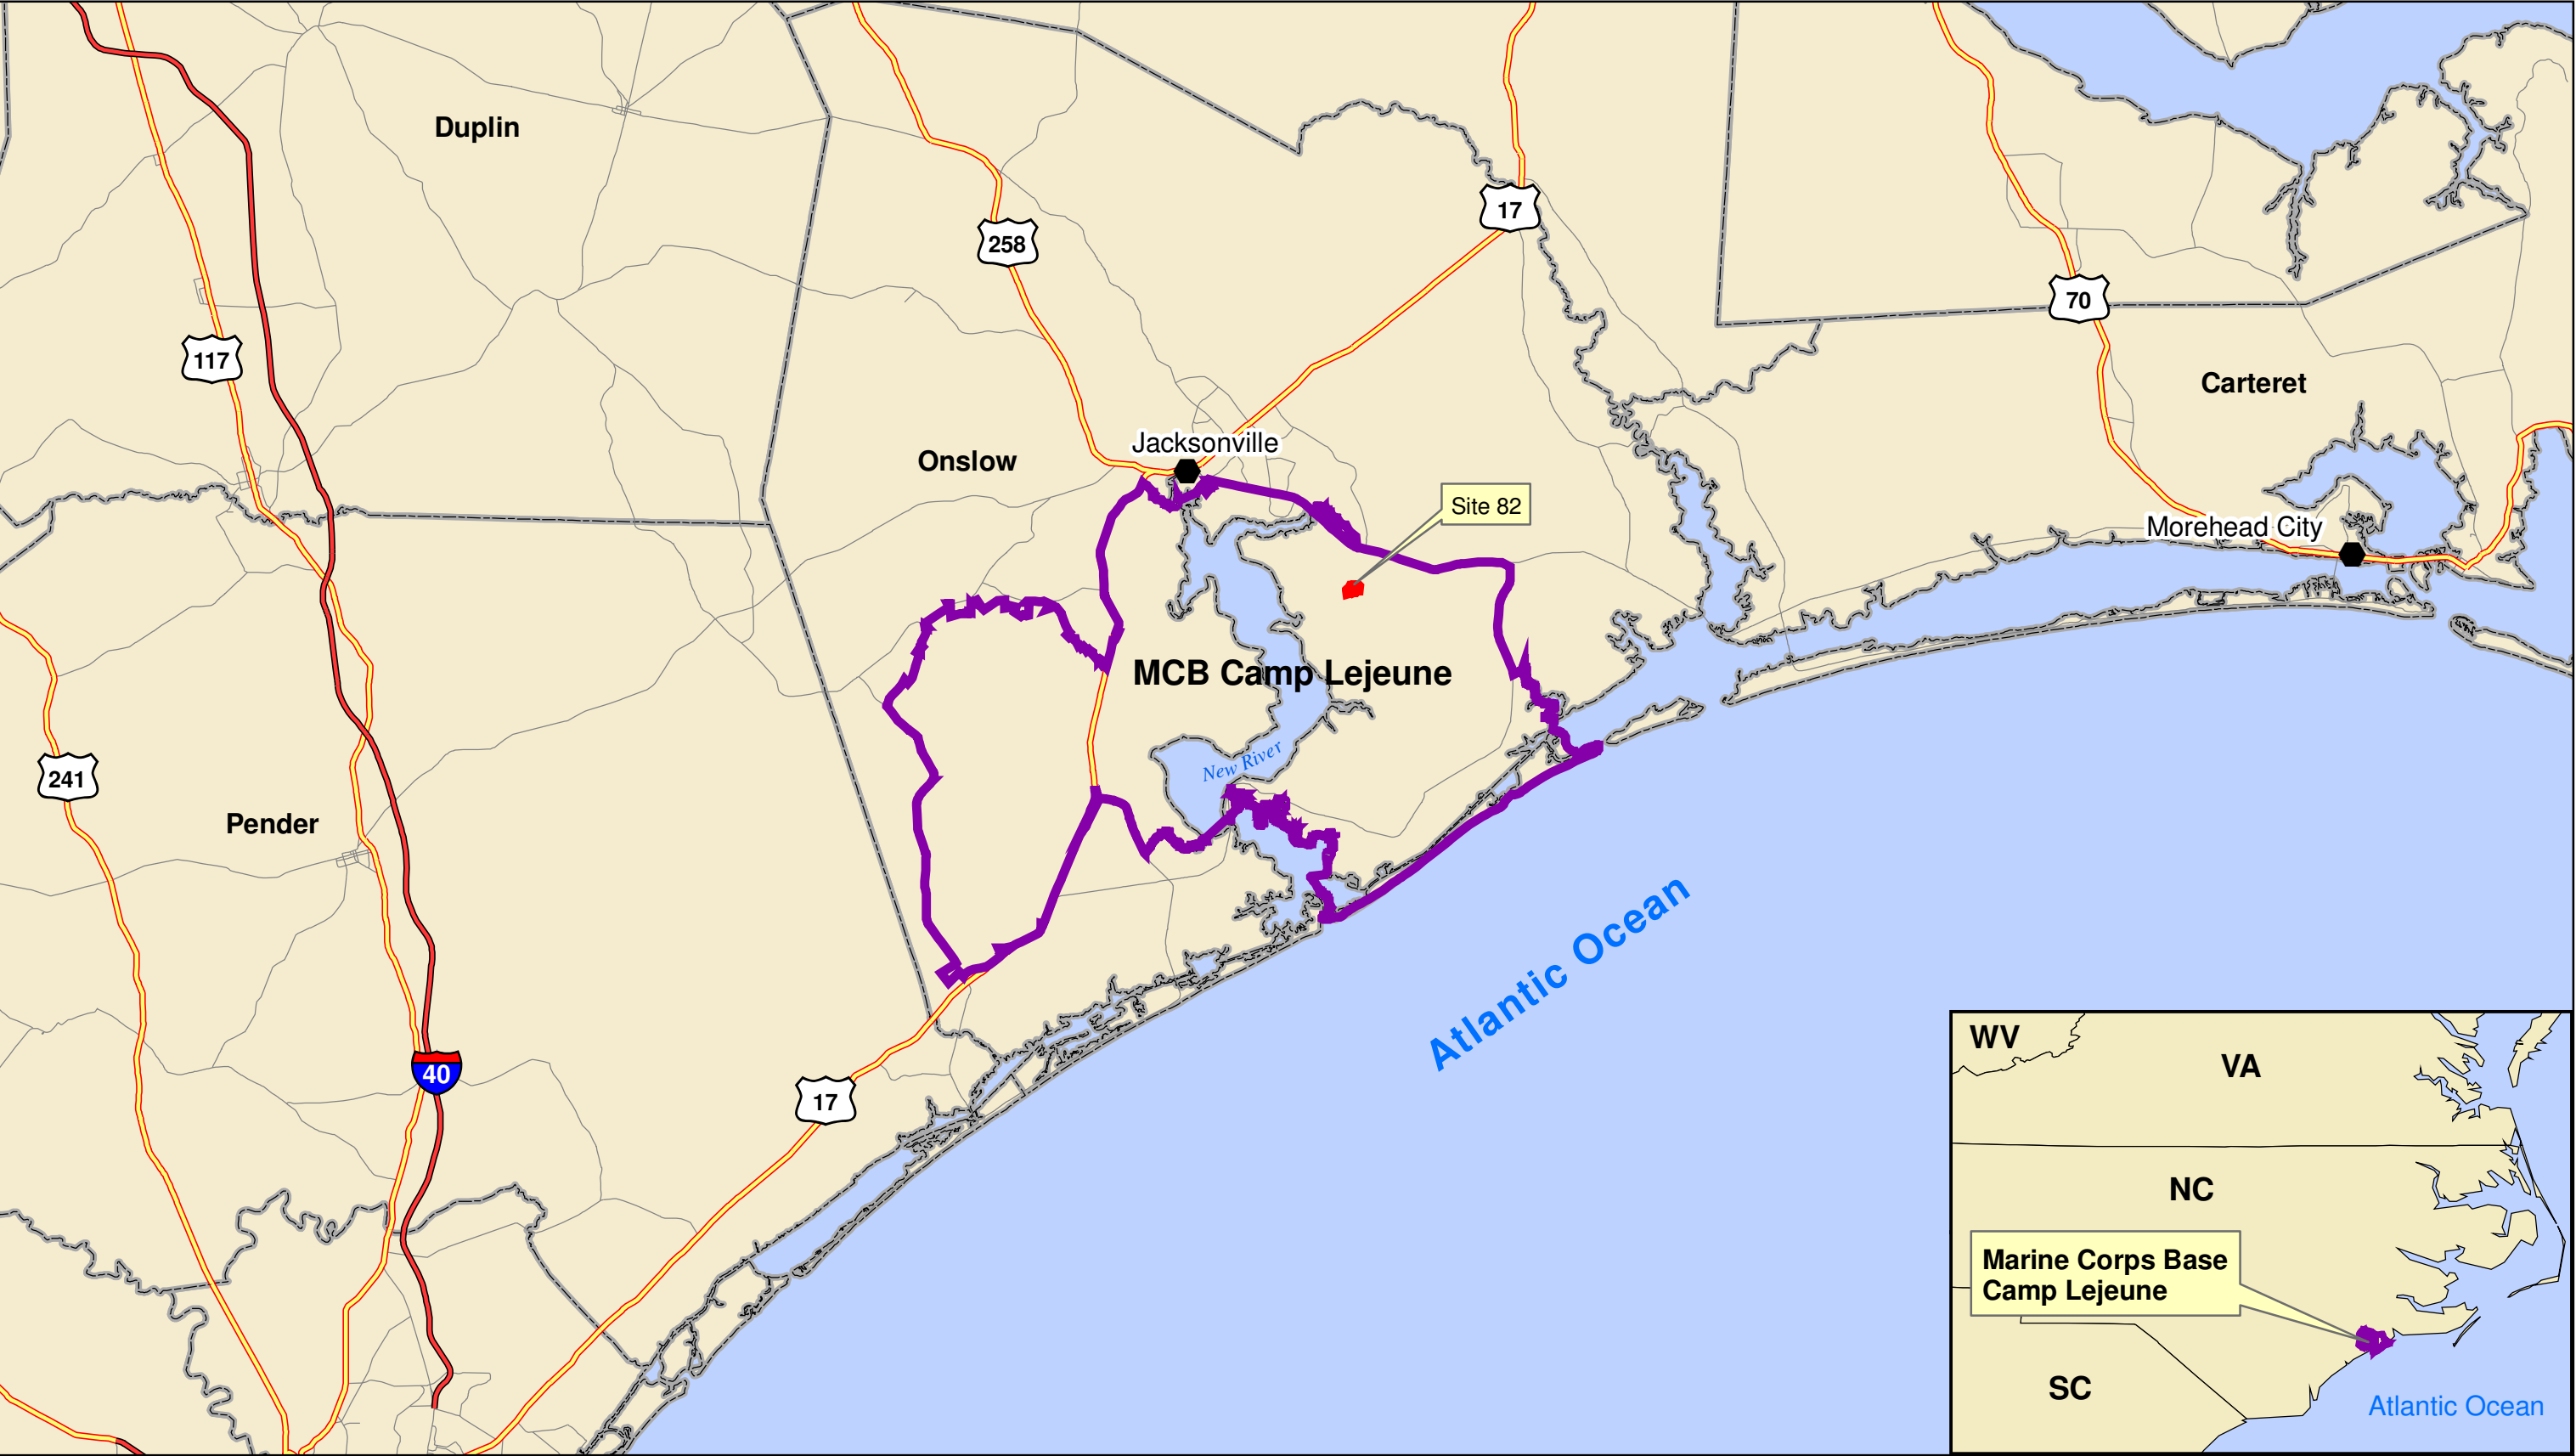 Duplin
17
258
70
117
Carteret
Jacksonville
Onslow
Site 82
Morehead City
MCB Camp Lejeune
New River
241
Pender
Atlantic Ocean
40
17
WV
VA
NC
Marine Corps Base
Camp Lejeune
SC
Atlantic Ocean